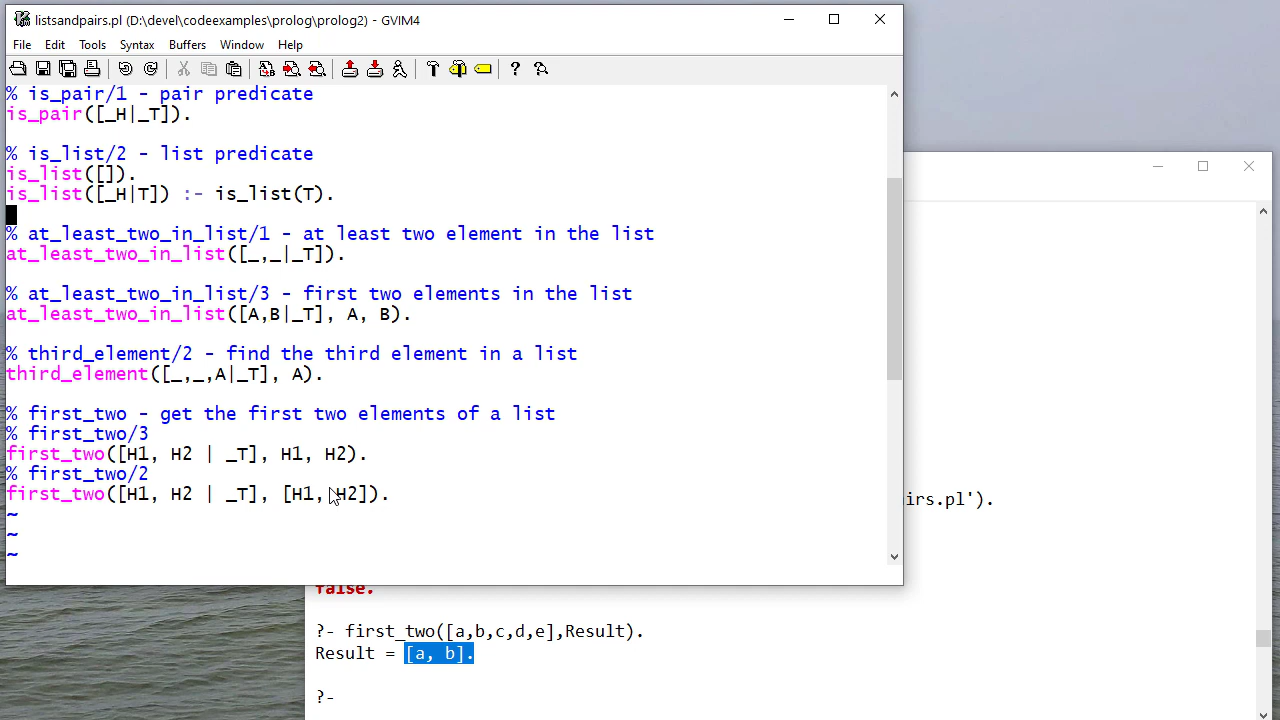 listsandpairs.pl (D:\devel\codeexamples\prolog\prolog2) - GVIM4
File Edit Tools Syntax Buffers Window Help
% is_pair/1 - pair predicate
is_pair([_H|_T]).
% is_list/2 - list predicate
is_list([]).
is_list([_H|T]) :- is_list(T).
% at_least_two_in_list/1 - at least two element in the list
at_least_two_in_list([_,_|_T]).
% at_least_two_in_list/3 - first two elements in the list
at_least_two_in_list([A,B|_T], A, B).
% third_element/2 - find the third element in a list
third_element([_,_,A|_T], A).
% first_two - get the first two elements of a list
% first_two/3
first_two([H1, H2 | _T], H1, H2).
% first_two/2
first_two([H1, H2 | _T], [H1, H2]).
~
~
~
airs.pl').
false.
?- first_two([a,b,c,d,e],Result).
Result = [a, b].
?-